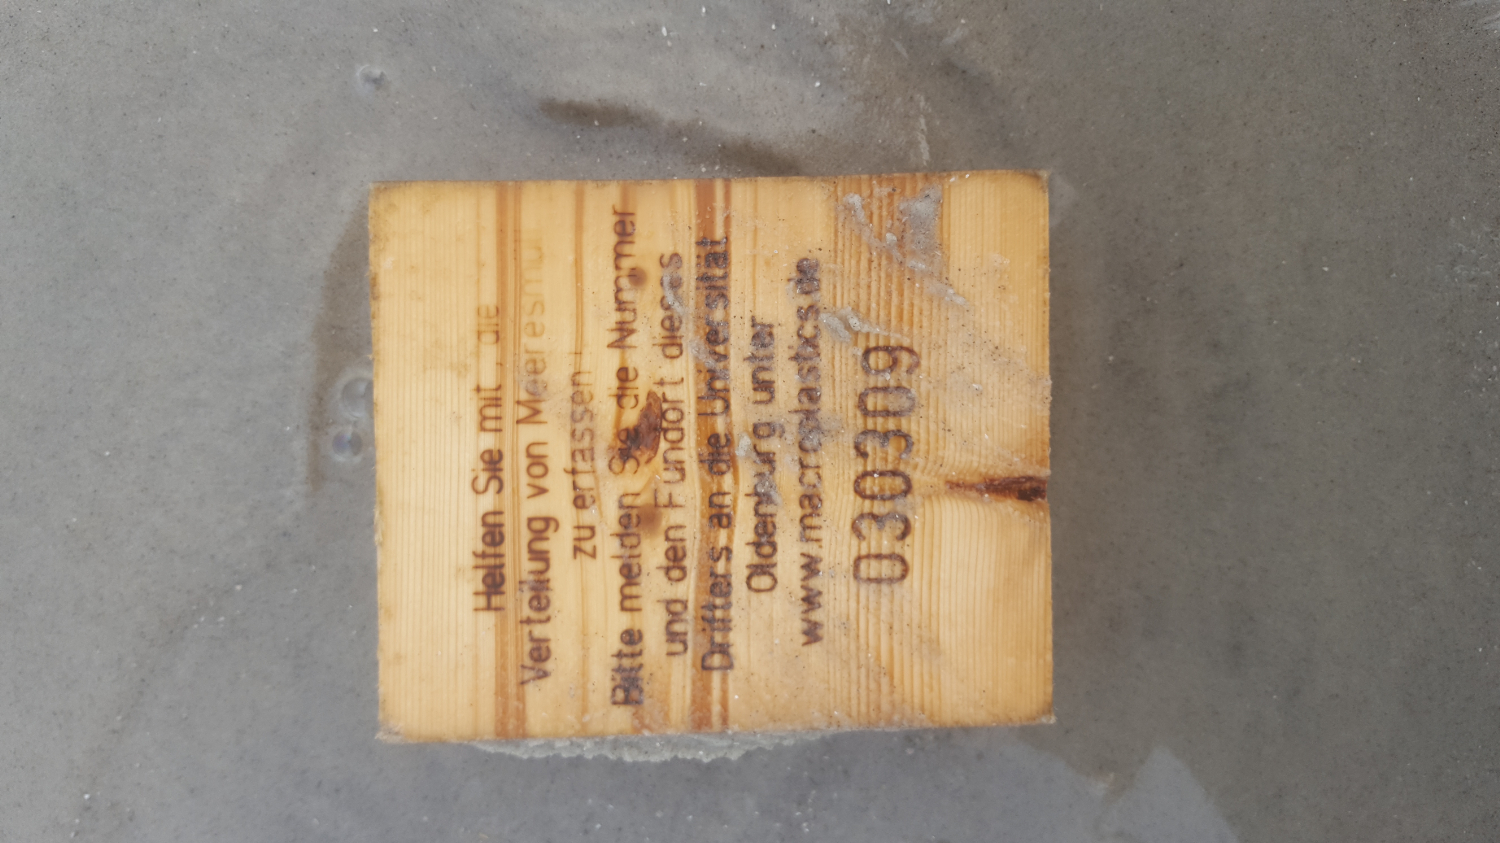 Helfen Sie mit, die
Verteilung von Meeresmüll
zu erfassen!
Bitte melden Sie die Nummer
und den Fundort dieses
Drifters an die Universität
Oldenburg unter
www.macroplastics.de
030309